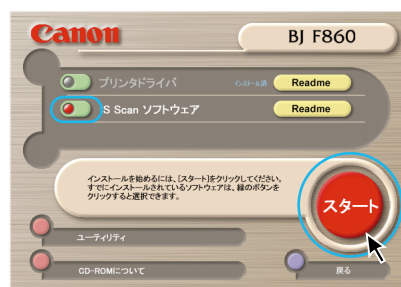 Canon
BJ F860
プリンタドライバ インストール済 Readme
IS Scan ソフトウェア Readme
インストールを始めるには、[スタート]をクリックしてください。
すでにインストールされているソフトウェアは、緑のボタンを
クリックすると選択できます。
スタート
ユーティリティ
CD-ROMについて
戻る